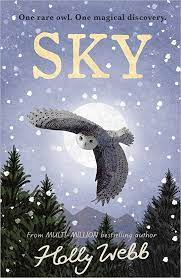 One rare owl. One magical discovery.
SKY
From MULTI-MILLION bestselling author
Holly Webb